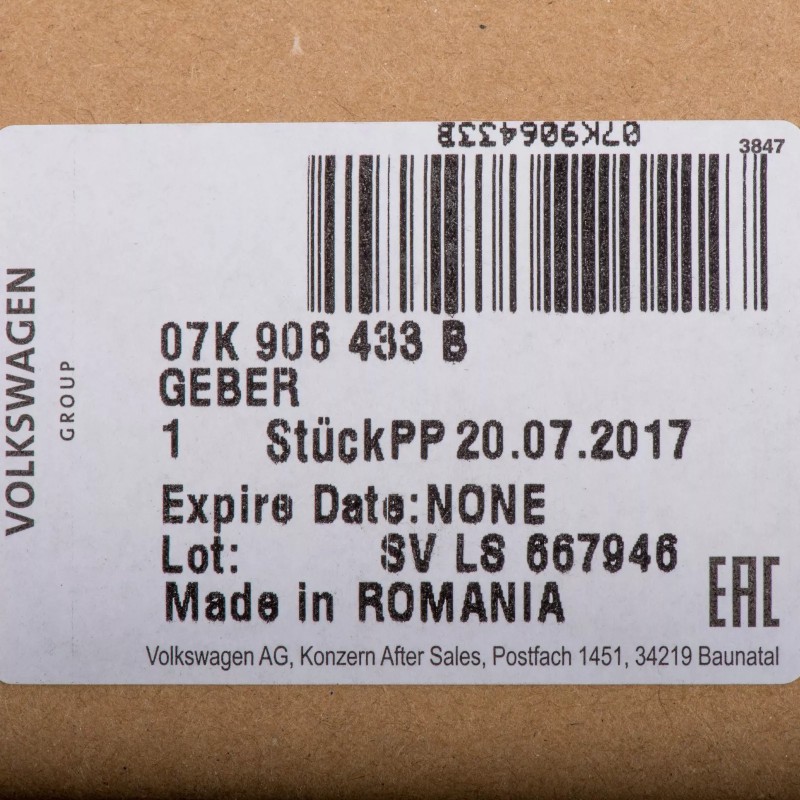 07K906433B
3847
VOLKSWAGEN
GROUP
07K 906 433 B
GEBER
1 StückPP 20.07.2017
Expire Date:NONE
Lot: SV LS 667946
Made in ROMANIA
EAC
Volkswagen AG, Konzern After Sales, Postfach 1451, 34219 Baunatal